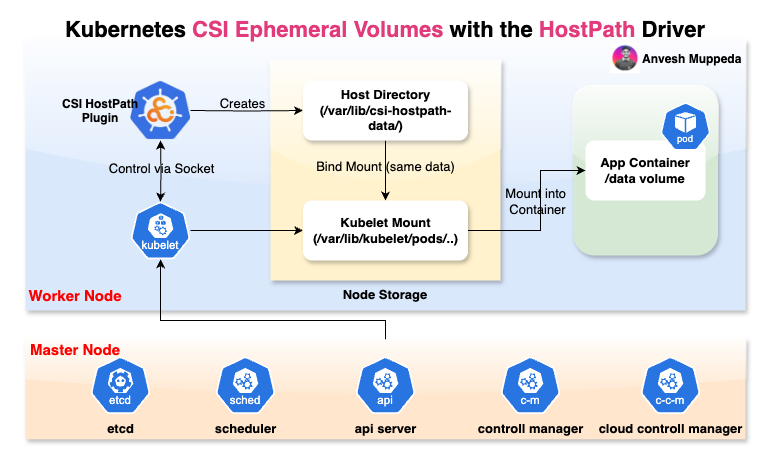 Kubernetes CSI Ephemeral Volumes with the HostPath Driver
Anvesh Muppeda
CSI HostPath
Plugin
Creates
Host Directory
(/var/lib/csi-hostpath-
data/)
pod
App Container
/data volume
Control via Socket
Bind Mount (same data)
Mount into
Container
kubelet
Kubelet Mount
(/var/lib/kubelet/pods/..)
Worker Node
Node Storage
Master Node
etcd
sched
api
c-m
c-c-m
etcd
scheduler
api server
controll manager
cloud controll manager